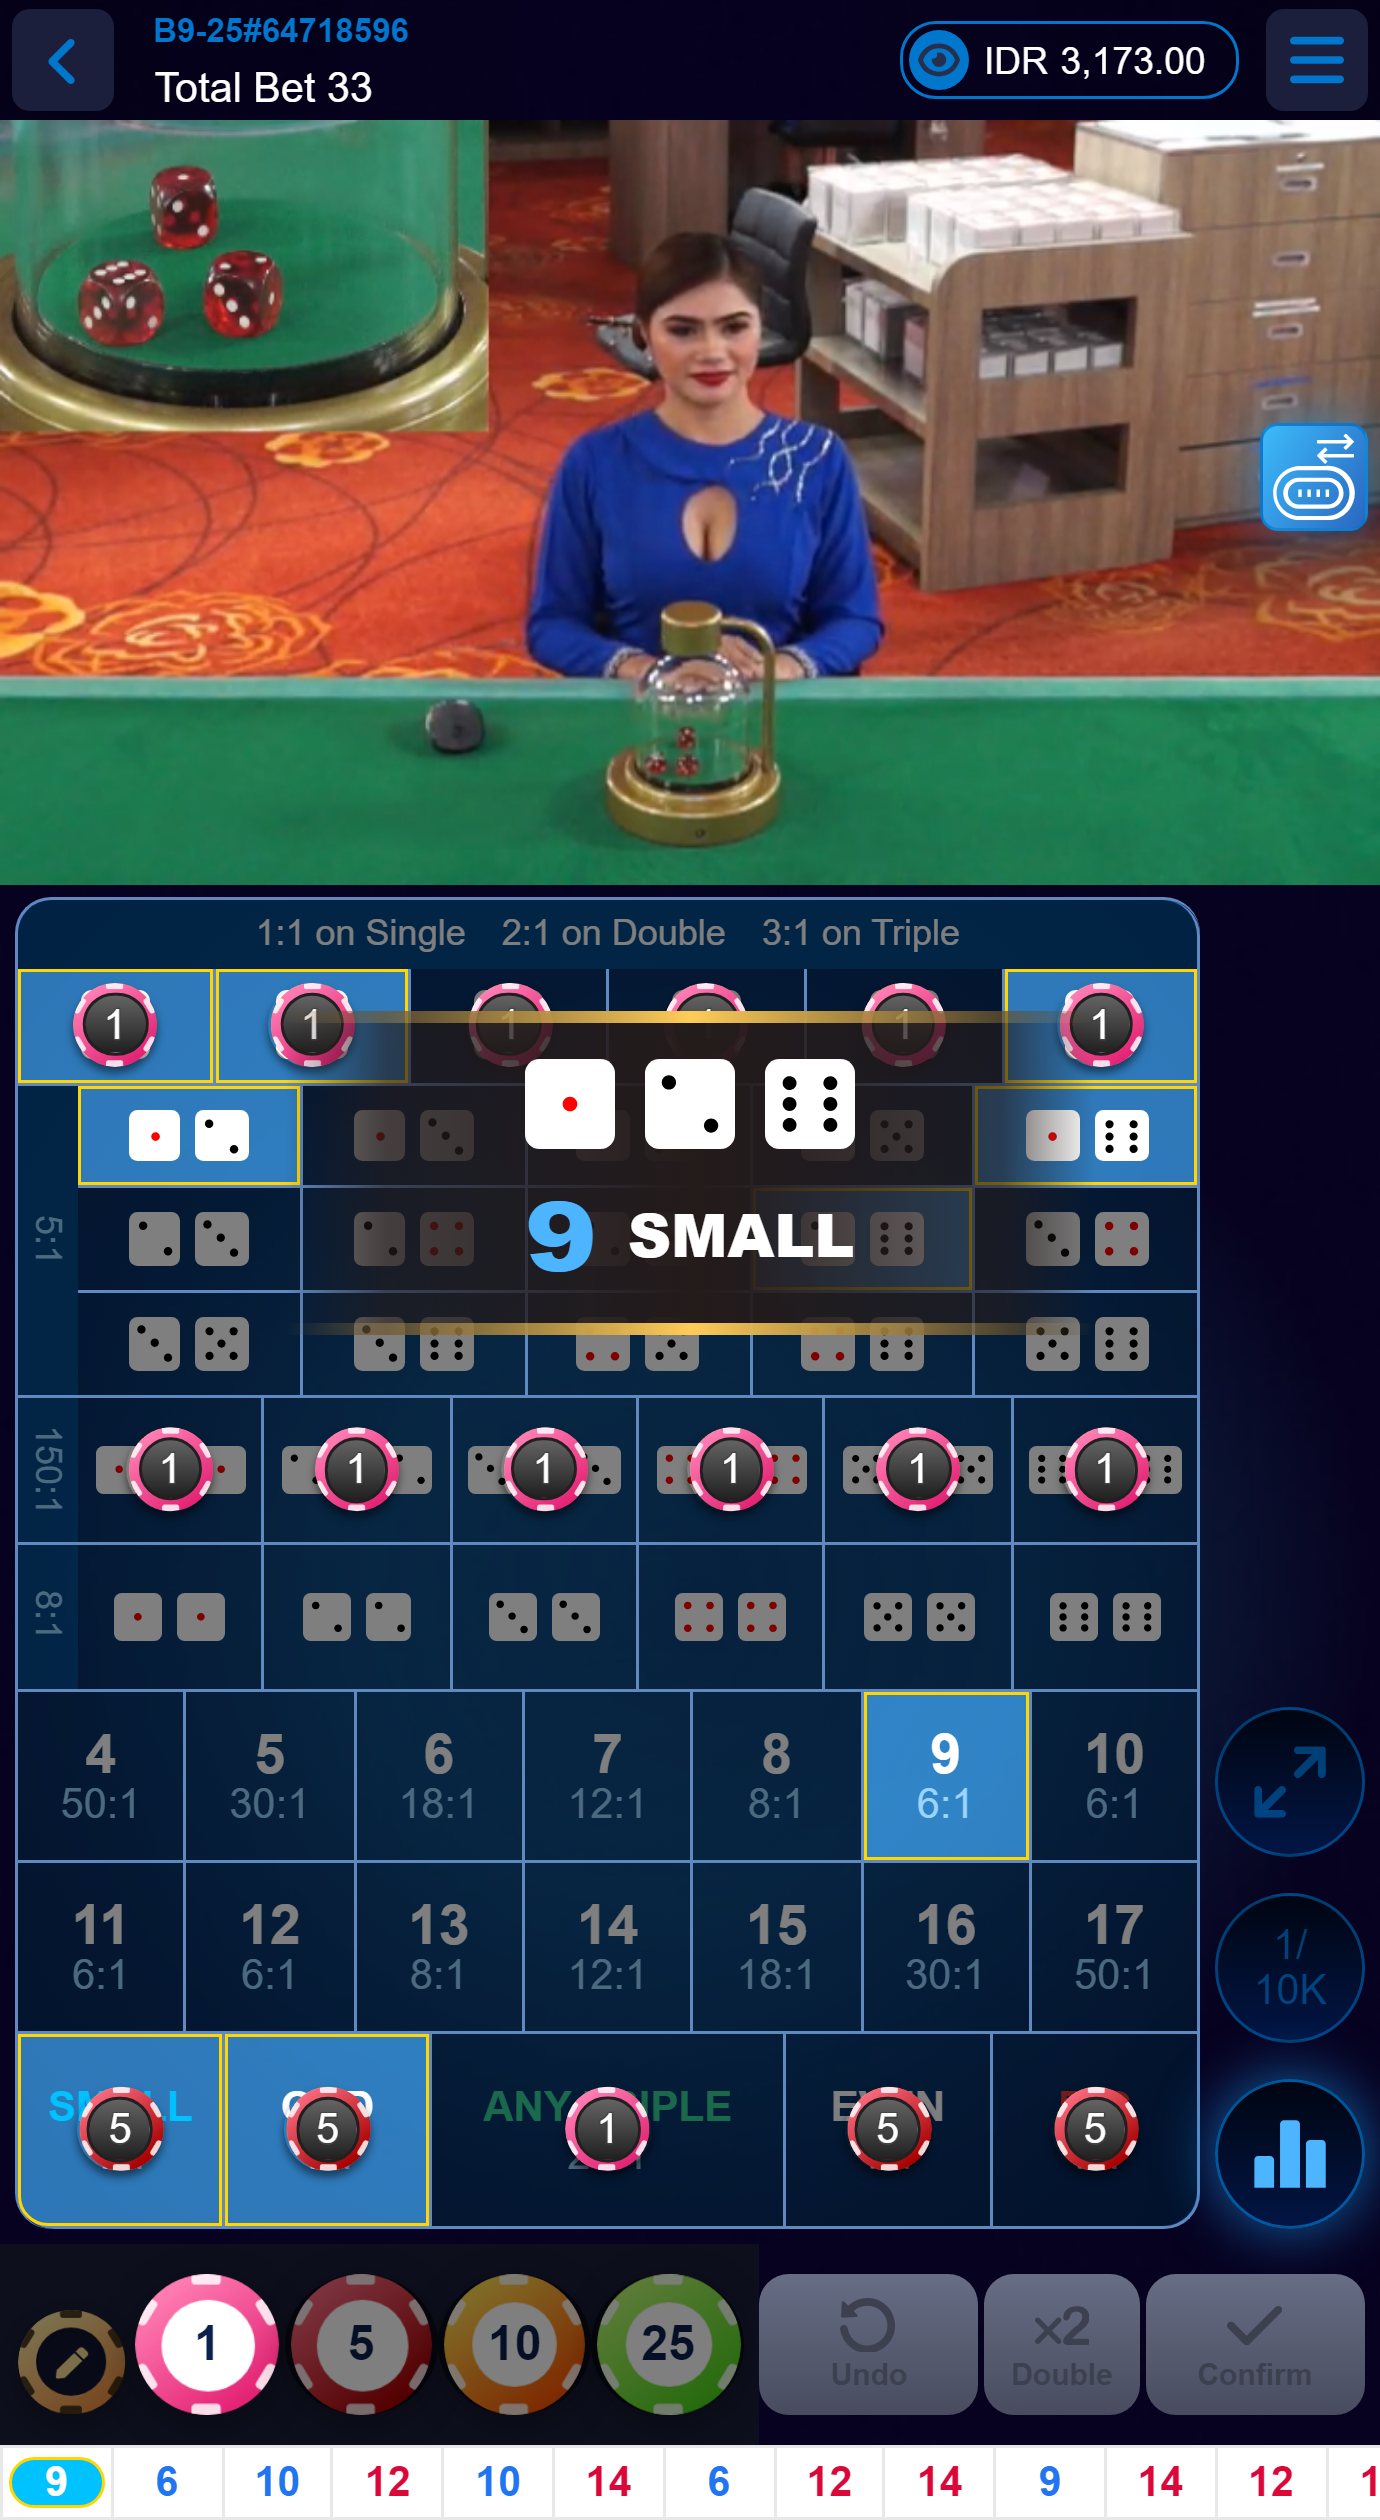 B9-25#64718596
Total Bet 33
IDR 3,173.00
1:1 on Single 2:1 on Double 3:1 on Triple
1 1 1 1 1 1
9 SMALL
5:1
150:1
1 1 1 1 1 1
8:1
4 5 6 7 8 9 10
50:1 30:1 18:1 12:1 8:1 6:1 6:1
11 12 13 14 15 16 17
6:1 6:1 8:1 12:1 18:1 30:1 50:1
5 5 1 5 5
1/
10K
1 5 10 25
x2
Undo Double Confirm
9 6 10 12 10 14 6 12 14 9 14 12